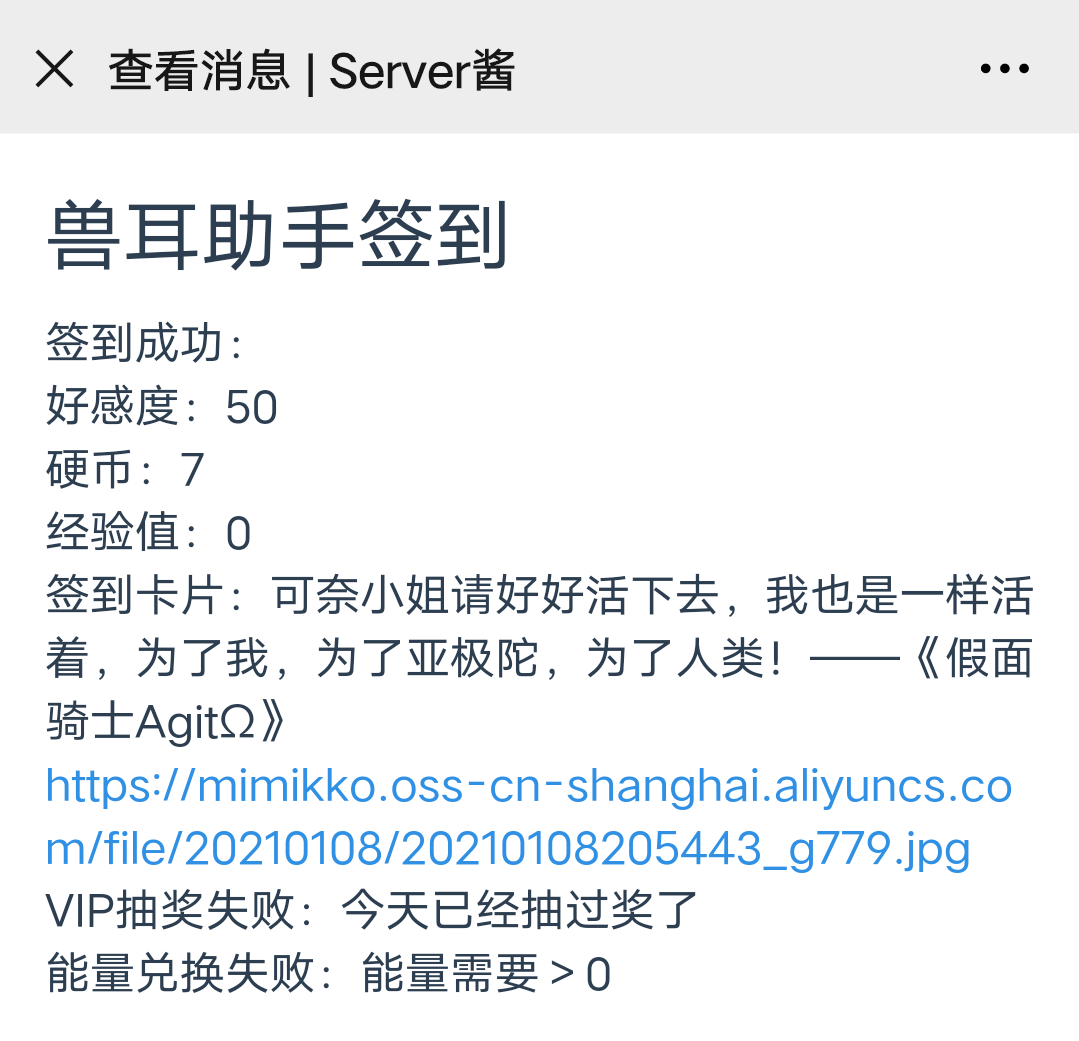 查看消息 | Server酱
兽耳助手签到
签到成功：
好感度：50
硬币：7
经验值：0
签到卡片：可奈小姐请好好活下去，我也是一样活
着，为了我，为了亚极陀，为了人类！——《假面
骑士AgitΩ》
https://mimikko.oss-cn-shanghai.aliyuncs.co
m/file/20210108/20210108205443_g779.jpg
VIP抽奖失败：今天已经抽过奖了
能量兑换失败：能量需要 > 0